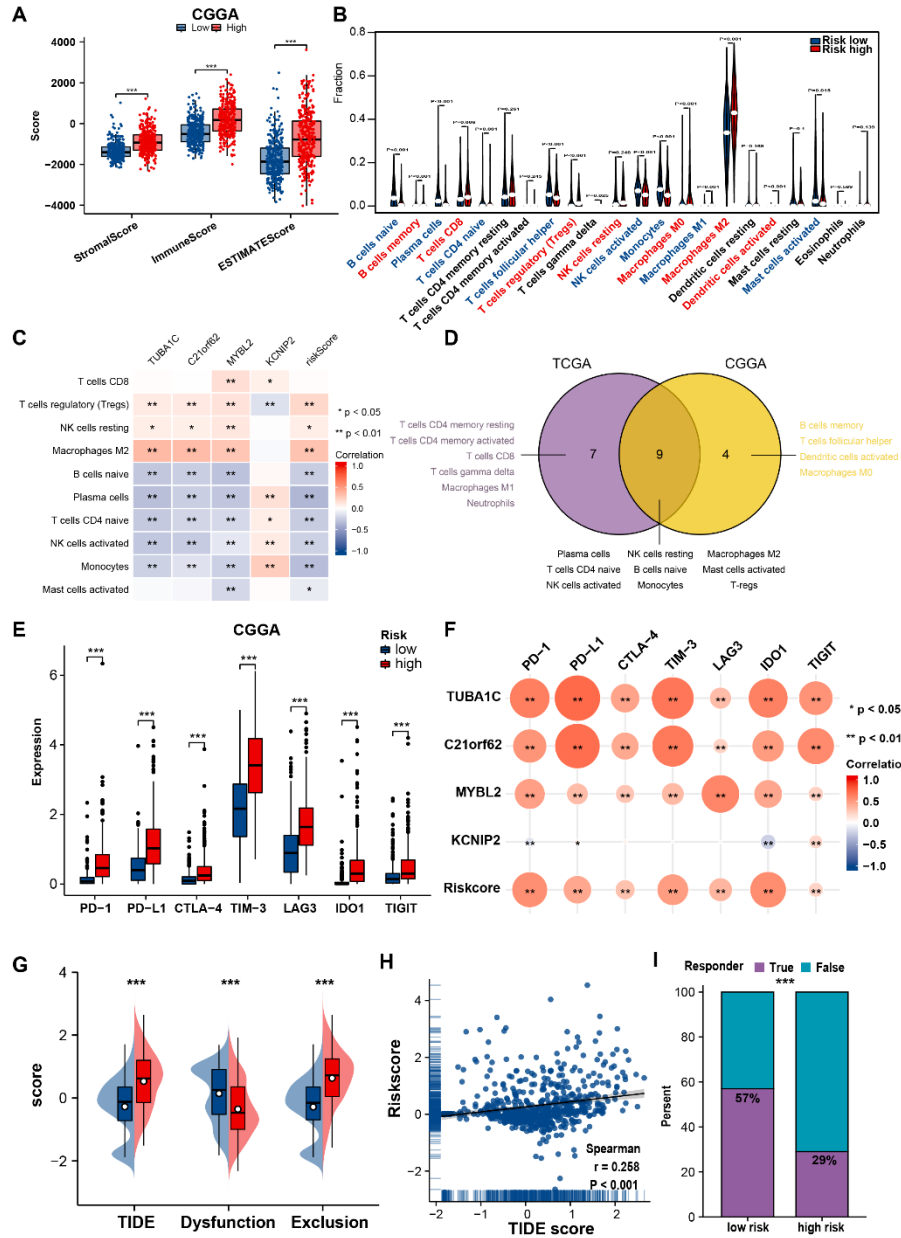 A
CGGA
Low High
Score
4000
2000
0
−2000
−4000
***
***
***
StromalScore
ImmuneScore
ESTIMATEScore
B
Fraction
0.8
0.6
0.4
0.2
0.0
Risk low
Risk high
B cells naive
B cells memory
Plasma cells
T cells CD8
T cells CD4 naive
T cells CD4 memory resting
T cells CD4 memory activated
T cells follicular helper
T cells regulatory (Tregs)
T cells gamma delta
NK cells resting
NK cells activated
Monocytes
Macrophages M0
Macrophages M1
Macrophages M2
Dendritic cells resting
Dendritic cells activated
Mast cells resting
Mast cells activated
Eosinophils
Neutrophils
C
TUBA1C C21orf62 MYBL2 KCNIP2 riskScore
T cells CD8 ** *
T cells regulatory (Tregs) ** ** ** ** **
NK cells resting * * ** *
Macrophages M2 ** ** ** **
B cells naive ** ** ** **
Plasma cells ** ** ** ** **
T cells CD4 naive ** ** ** * **
NK cells activated ** ** ** ** **
Monocytes ** ** ** ** **
Mast cells activated ** *
* p < 0.05
** p < 0.01
Correlation
1.0
0.5
0.0
−0.5
−1.0
D
TCGA
CGGA
7
9
4
T cells CD4 memory resting
T cells CD4 memory activated
T cells CD8
T cells gamma delta
Macrophages M1
Neutrophils
B cells memory
T cells follicular helper
Dendritic cells activated
Macrophages M0
Plasma cells NK cells resting Macrophages M2
T cells CD4 naive B cells naive Mast cells activated
NK cells activated Monocytes T-regs
E
CGGA
Risk
low
high
Expression
6
4
2
0
*** *** *** *** *** *** ***
PD−1 PD−L1 CTLA−4 TIM−3 LAG3 IDO1 TIGIT
F
PD−1 PD−L1 CTLA−4 TIM−3 LAG3 IDO1 TIGIT
TUBA1C ** ** ** ** ** ** **
C21orf62 ** ** ** ** ** ** **
MYBL2 ** ** ** ** ** ** **
KCNIP2 ** * ** **
Riskcore ** ** ** ** ** ** **
* p < 0.05
** p < 0.01
Correlation
1.0
0.5
0.0
−0.5
−1.0
G
score
4
2
0
−2
*** *** ***
TIDE Dysfunction Exclusion
H
Riskscore
4
2
0
−2
Spearman
r = 0.258
P < 0.001
−2 −1 0 1 2
TIDE score
I
Responder True False
***
Percent
100
80
60
40
20
0
57%
29%
low risk high risk